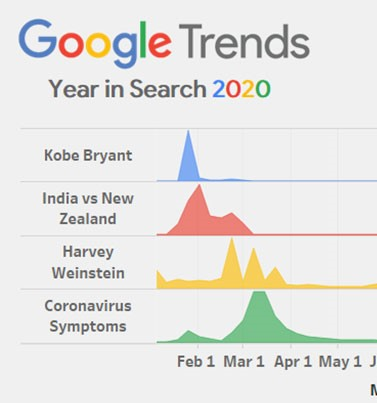 Google Trends
Year in Search 2020
Kobe Bryant
India vs New
Zealand
Harvey
Weinstein
Coronavirus
Symptoms
Feb 1 Mar 1 Apr 1 May 1 J
M